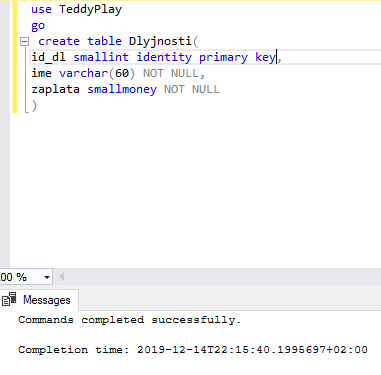 use TeddyPlay
go
create table Dlyjnosti(
id_dl smallint identity primary key,
ime varchar(60) NOT NULL,
zaplata smallmoney NOT NULL
)
00 %
Messages
Commands completed successfully.
Completion time: 2019-12-14T22:15:40.1995697+02:00